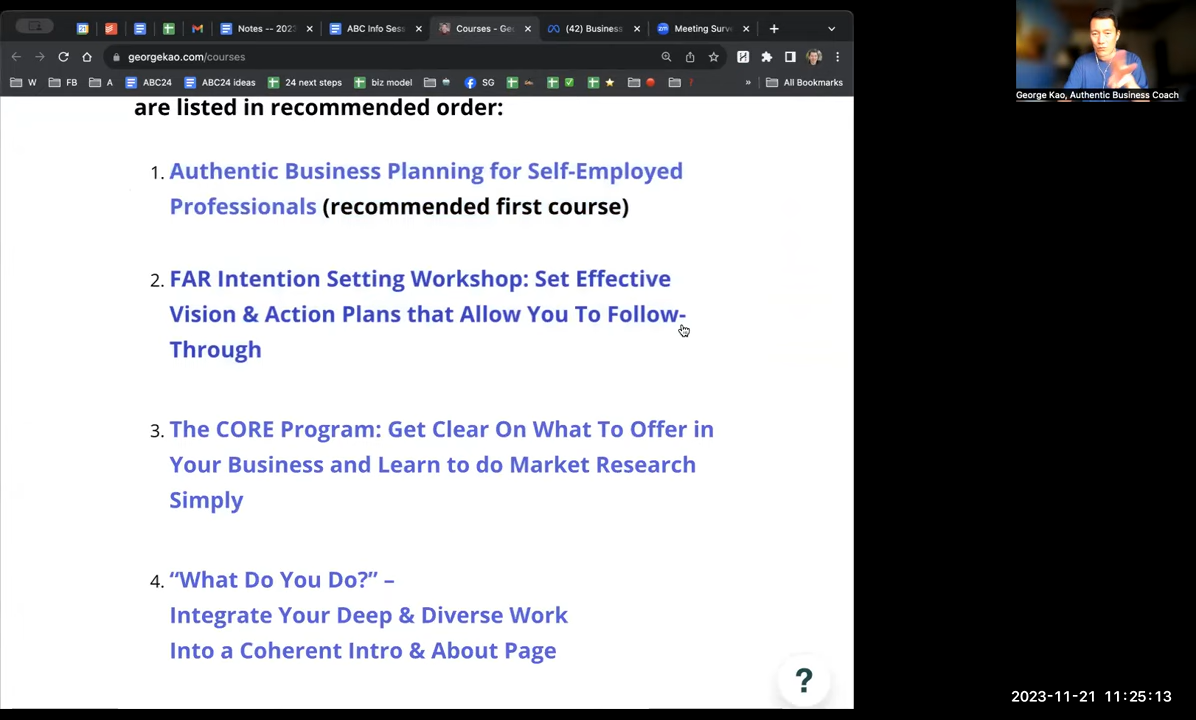 Notes -- 2023
ABC Info Sess
Courses - Geo
(42) Business
Meeting Surve
georgekao.com/courses
W
FB
A
ABC24
ABC24 ideas
24 next steps
biz model
SG
»
All Bookmarks
are listed in recommended order:
1. Authentic Business Planning for Self-Employed
Professionals (recommended first course)
2. FAR Intention Setting Workshop: Set Effective
Vision & Action Plans that Allow You To Follow-
Through
3. The CORE Program: Get Clear On What To Offer in
Your Business and Learn to do Market Research
Simply
4. “What Do You Do?” –
Integrate Your Deep & Diverse Work
Into a Coherent Intro & About Page
?
George Kao, Authentic Business Coach
2023-11-21 11:25:13